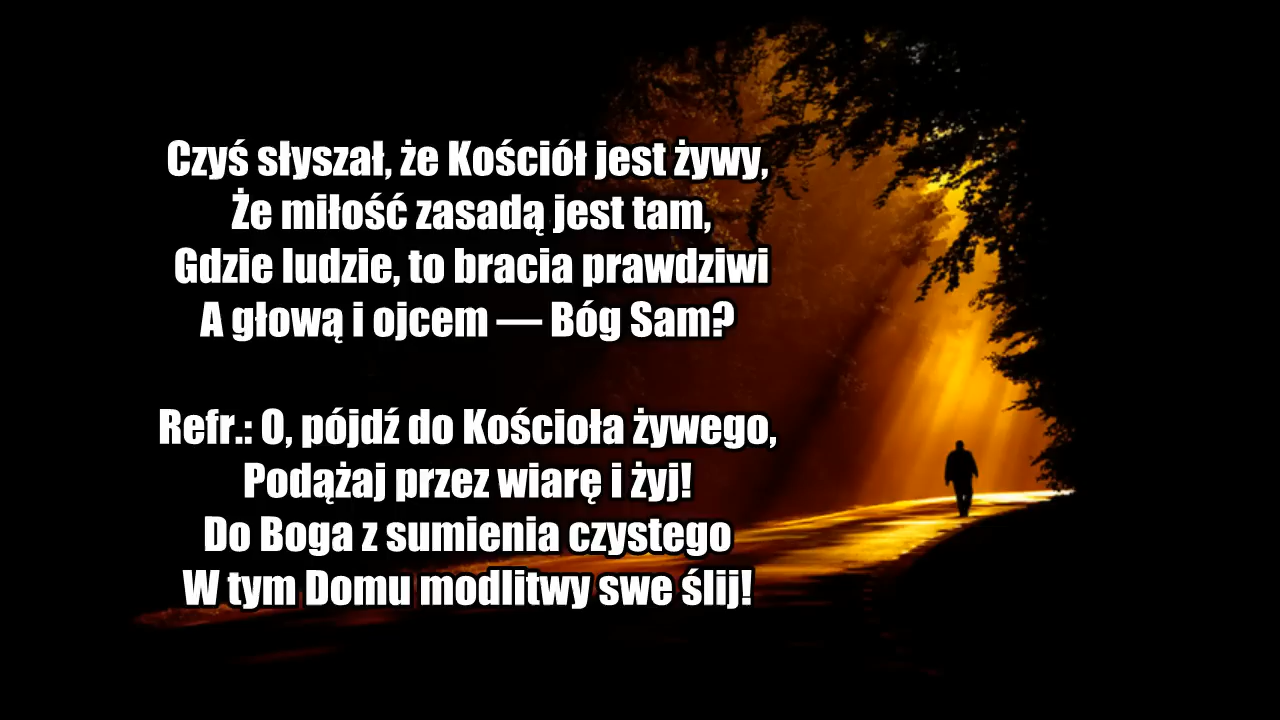 Czyś słyszał, że Kościół jest żywy,
Że miłość zasadą jest tam,
Gdzie ludzie, to bracia prawdziwi
A głową i ojcem — Bóg Sam?
Refr.: O, pójdź do Kościoła żywego,
Podążaj przez wiarę i żyj!
Do Boga z sumienia czystego
W tym Domu modlitwy swe ślij!